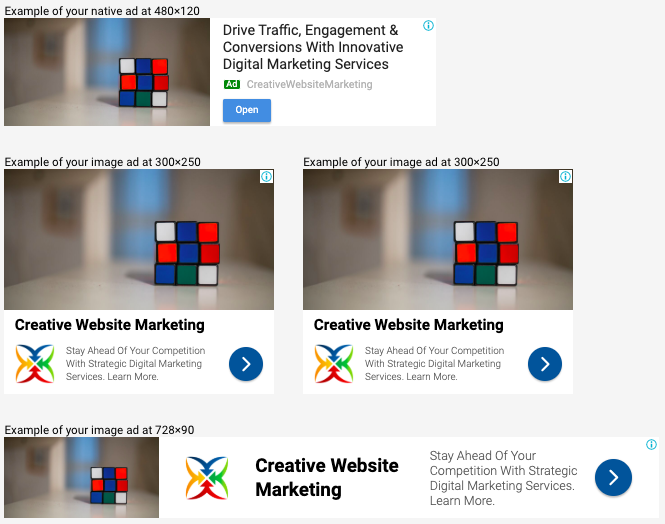 Example of your native ad at 480×120
Drive Traffic, Engagement &
Conversions With Innovative
Digital Marketing Services
Ad CreativeWebsiteMarketing
Open
Example of your image ad at 300×250
Creative Website Marketing
Stay Ahead Of Your Competition
With Strategic Digital Marketing
Services. Learn More.
Example of your image ad at 300×250
Creative Website Marketing
Stay Ahead Of Your Competition
With Strategic Digital Marketing
Services. Learn More.
Example of your image ad at 728×90
Creative Website
Marketing
Stay Ahead Of Your
Competition With Strategic
Digital Marketing Services.
Learn More.